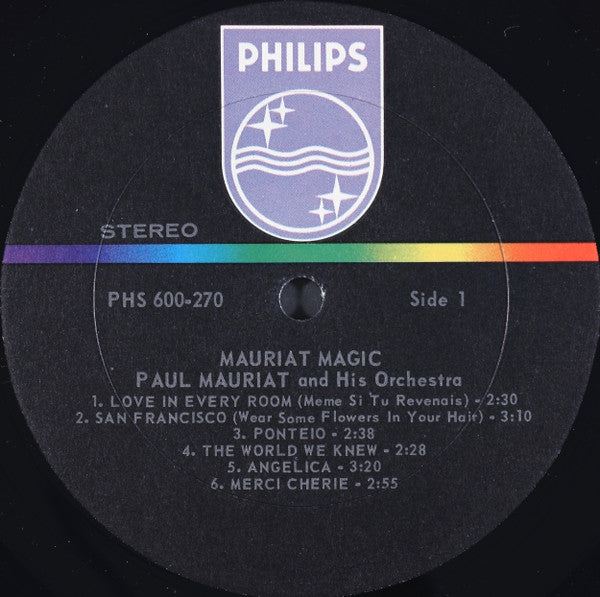 PHILIPS
STEREO
PHS 600-270
Side 1
MAURIAT MAGIC
PAUL MAURIAT and His Orchestra
1. LOVE IN EVERY ROOM (Meme Si Tu Revenais) - 2:30
2. SAN FRANCISCO (Wear Some Flowers In Your Hair) - 3:10
3. PONTEIO - 2:38
4. THE WORLD WE KNEW - 2:28
5. ANGELICA - 3:20
6. MERCI CHERIE - 2:55